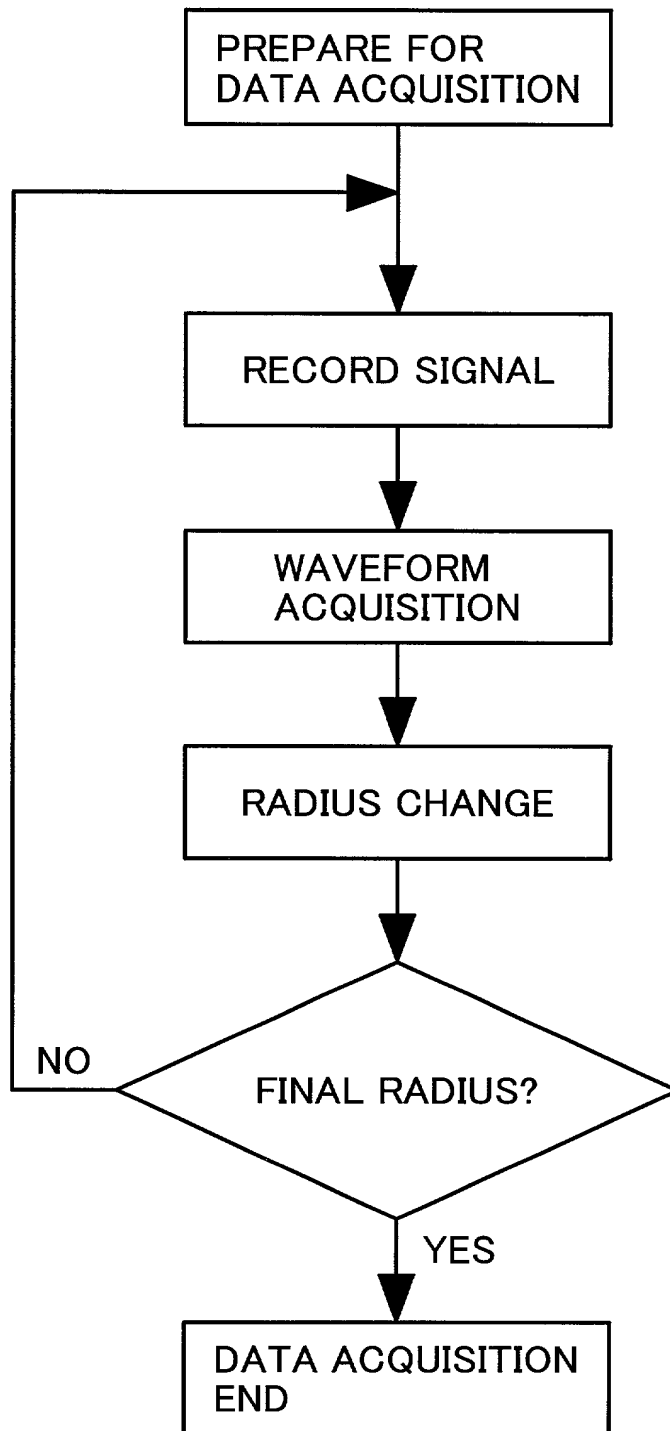 PREPARE FOR
DATA ACQUISITION
RECORD SIGNAL
WAVEFORM
ACQUISITION
RADIUS CHANGE
NO
FINAL RADIUS?
YES
DATA ACQUISITION
END